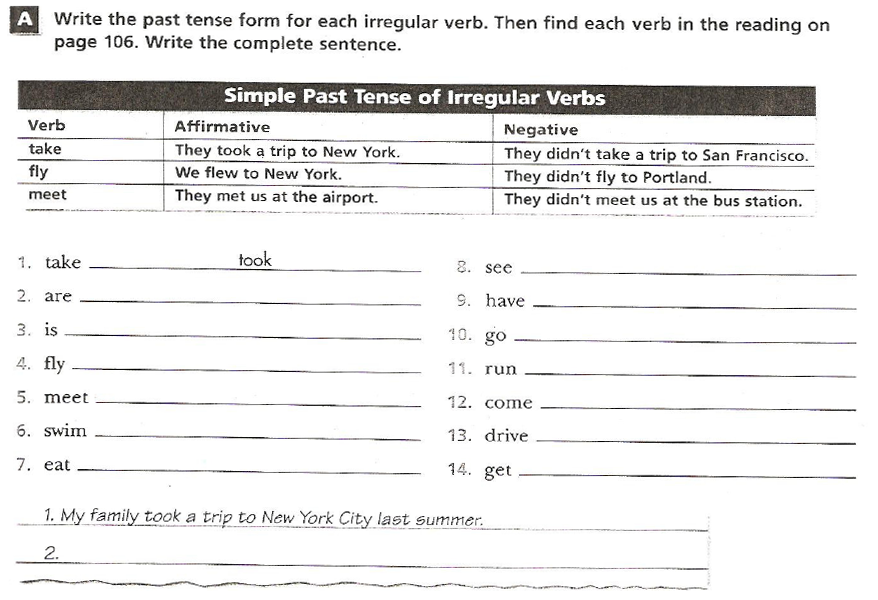 A Write the past tense form for each irregular verb. Then find each verb in the reading on
page 106. Write the complete sentence.
Simple Past Tense of Irregular Verbs
Verb Affirmative Negative
take They took a trip to New York. They didn't take a trip to San Francisco.
fly We flew to New York. They didn't fly to Portland.
meet They met us at the airport. They didn't meet us at the bus station.
1. take took
2. are
3. is
4. fly
5. meet
6. swim
7. eat
8. see
9. have
10. go
11. run
12. come
13. drive
14. get
1. My family took a trip to New York City last summer.
2.